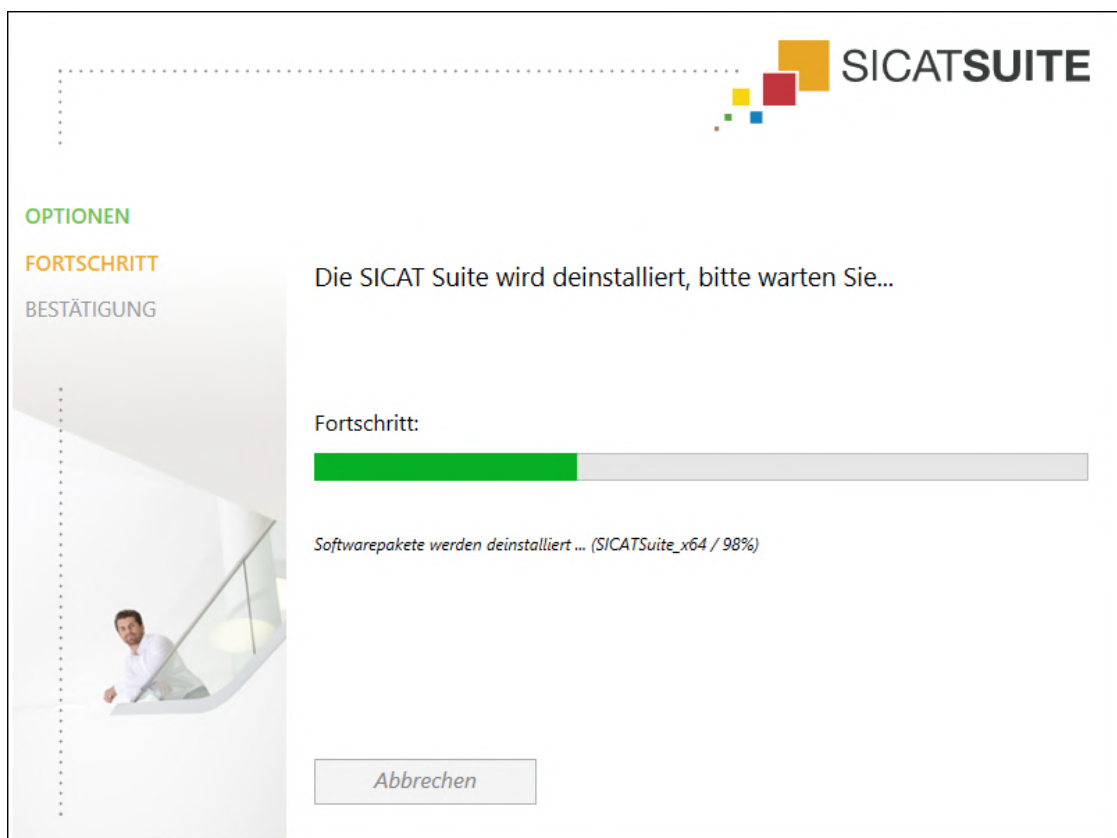 SICATSUITE
OPTIONEN
FORTSCHRITT
BESTÄTIGUNG
Die SICAT Suite wird deinstalliert, bitte warten Sie...
Fortschritt:
Softwarepakete werden deinstalliert ... (SICATSuite_x64 / 98%)
Abbrechen